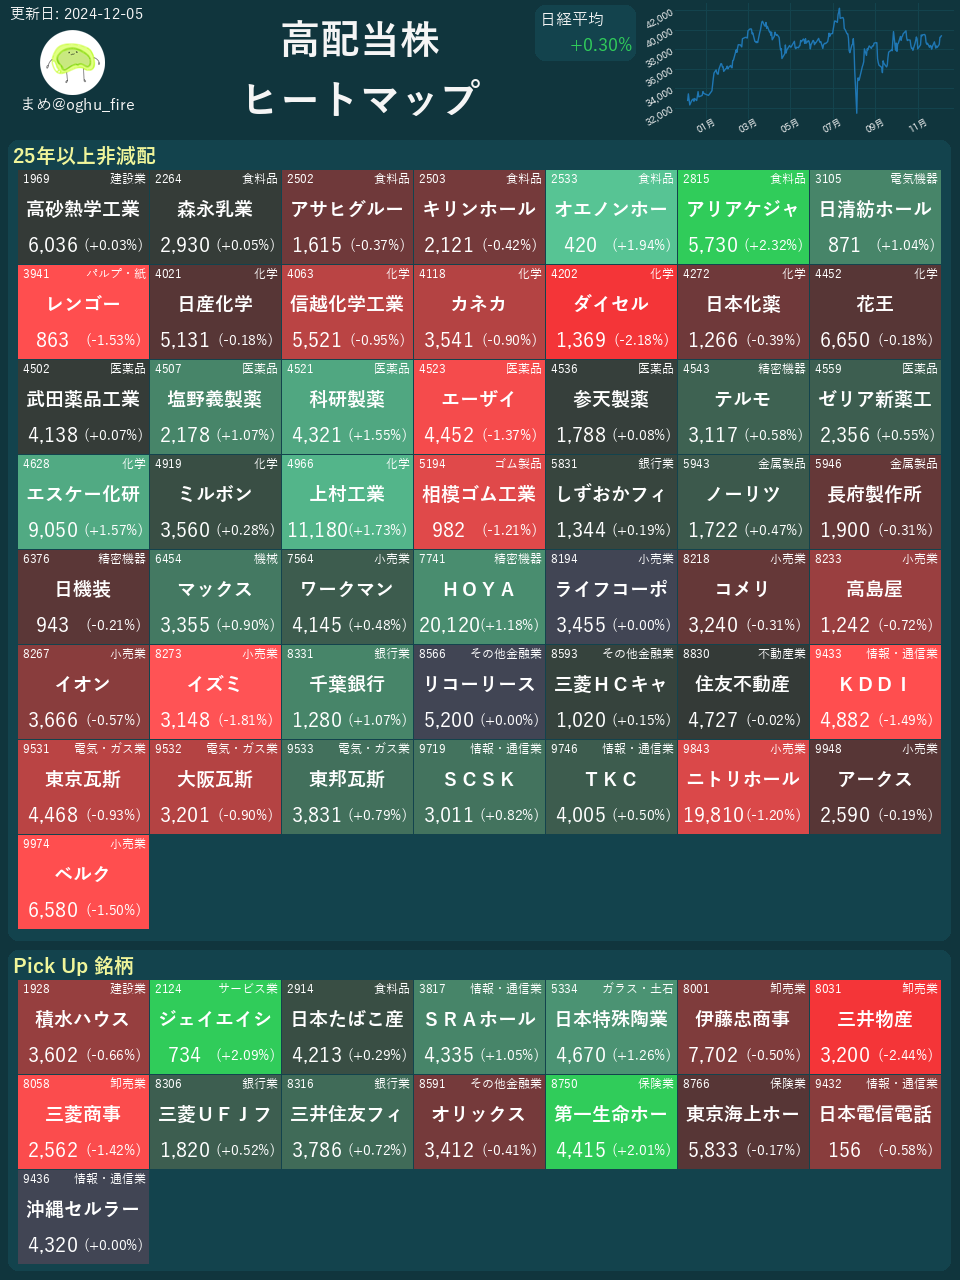 更新日: 2024-12-05
まめ@oghu_fire
高配当株
ヒートマップ
日経平均
+0.30%
42,000
40,000
38,000
36,000
34,000
32,000
01月 03月 05月 07月 09月 11月
25年以上非減配
1969 建設業 2264 食料品 2502 食料品 2503 食料品 2533 食料品 2815 食料品 3105 電気機器
高砂熱学工業 森永乳業 アサヒグルー キリンホール オエノンホー アリアケジャ 日清紡ホール
6,036 (+0.03%) 2,930 (+0.05%) 1,615 (-0.37%) 2,121 (-0.42%) 420 (+1.94%) 5,730 (+2.32%) 871 (+1.04%)
3941 パルプ・紙 4021 化学 4063 化学 4118 化学 4202 化学 4272 化学 4452 化学
レンゴー 日産化学 信越化学工業 カネカ ダイセル 日本化薬 花王
863 (-1.53%) 5,131 (-0.18%) 5,521 (-0.95%) 3,541 (-0.90%) 1,369 (-2.18%) 1,266 (-0.39%) 6,650 (-0.18%)
4502 医薬品 4507 医薬品 4521 医薬品 4523 医薬品 4536 医薬品 4543 精密機器 4559 医薬品
武田薬品工業 塩野義製薬 科研製薬 エーザイ 参天製薬 テルモ ゼリア新薬工
4,138 (+0.07%) 2,178 (+1.07%) 4,321 (+1.55%) 4,452 (-1.37%) 1,788 (+0.08%) 3,117 (+0.58%) 2,356 (+0.55%)
4628 化学 4919 化学 4966 化学 5194 ゴム製品 5831 銀行業 5943 金属製品 5946 金属製品
エスケー化研 ミルボン 上村工業 相模ゴム工業 しずおかフィ ノーリツ 長府製作所
9,050 (+1.57%) 3,560 (+0.28%) 11,180 (+1.73%) 982 (-1.21%) 1,344 (+0.19%) 1,722 (+0.47%) 1,900 (-0.31%)
6376 精密機器 6454 機械 7564 小売業 7741 精密機器 8194 小売業 8218 小売業 8233 小売業
日機装 マックス ワークマン ＨＯＹＡ ライフコーポ コメリ 高島屋
943 (-0.21%) 3,355 (+0.90%) 4,145 (+0.48%) 20,120 (+1.18%) 3,455 (+0.00%) 3,240 (-0.31%) 1,242 (-0.72%)
8267 小売業 8273 小売業 8331 銀行業 8566 その他金融業 8593 その他金融業 8830 不動産業 9433 情報・通信業
イオン イズミ 千葉銀行 リコーリース 三菱ＨＣキャ 住友不動産 ＫＤＤＩ
3,666 (-0.57%) 3,148 (-1.81%) 1,280 (+1.07%) 5,200 (+0.00%) 1,020 (+0.15%) 4,727 (-0.02%) 4,882 (-1.49%)
9531 電気・ガス業 9532 電気・ガス業 9533 電気・ガス業 9719 情報・通信業 9746 情報・通信業 9843 小売業 9948 小売業
東京瓦斯 大阪瓦斯 東邦瓦斯 ＳＣＳＫ ＴＫＣ ニトリホール アークス
4,468 (-0.93%) 3,201 (-0.90%) 3,831 (+0.79%) 3,011 (+0.82%) 4,005 (+0.50%) 19,810 (-1.20%) 2,590 (-0.19%)
9974 小売業
ベルク
6,580 (-1.50%)
Pick Up 銘柄
1928 建設業 2124 サービス業 2914 食料品 3817 情報・通信業 5334 ガラス・土石 8001 卸売業 8031 卸売業
積水ハウス ジェイエイシ 日本たばこ産 ＳＲＡホール 日本特殊陶業 伊藤忠商事 三井物産
3,602 (-0.66%) 734 (+2.09%) 4,213 (+0.29%) 4,335 (+1.05%) 4,670 (+1.26%) 7,702 (-0.50%) 3,200 (-2.44%)
8058 卸売業 8306 銀行業 8316 銀行業 8591 その他金融業 8750 保険業 8766 保険業 9432 情報・通信業
三菱商事 三菱ＵＦＪフ 三井住友フィ オリックス 第一生命ホー 東京海上ホー 日本電信電話
2,562 (-1.42%) 1,820 (+0.52%) 3,786 (+0.72%) 3,412 (-0.41%) 4,415 (+2.01%) 5,833 (-0.17%) 156 (-0.58%)
9436 情報・通信業
沖縄セルラー
4,320 (+0.00%)